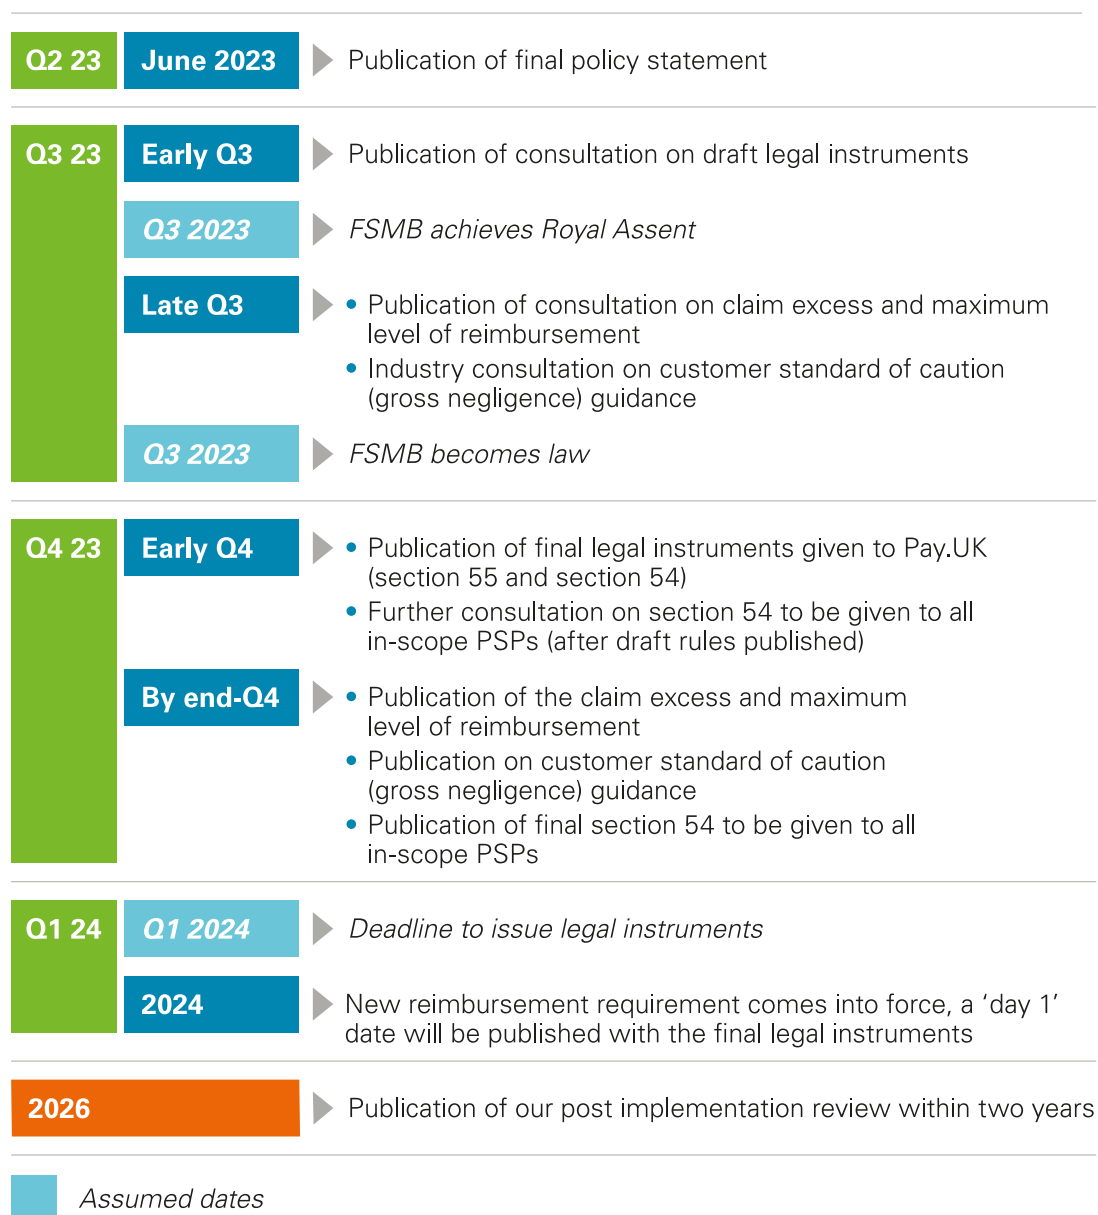 Q2 23
June 2023
Publication of final policy statement
Q3 23
Early Q3
Publication of consultation on draft legal instruments
Q3 2023
FSMB achieves Royal Assent
Late Q3
• Publication of consultation on claim excess and maximum
level of reimbursement
• Industry consultation on customer standard of caution
(gross negligence) guidance
Q3 2023
FSMB becomes law
Q4 23
Early Q4
• Publication of final legal instruments given to Pay.UK
(section 55 and section 54)
• Further consultation on section 54 to be given to all
in-scope PSPs (after draft rules published)
By end-Q4
• Publication of the claim excess and maximum
level of reimbursement
• Publication on customer standard of caution
(gross negligence) guidance
• Publication of final section 54 to be given to all
in-scope PSPs
Q1 24
Q1 2024
Deadline to issue legal instruments
2024
New reimbursement requirement comes into force, a ‘day 1’
date will be published with the final legal instruments
2026
Publication of our post implementation review within two years
Assumed dates